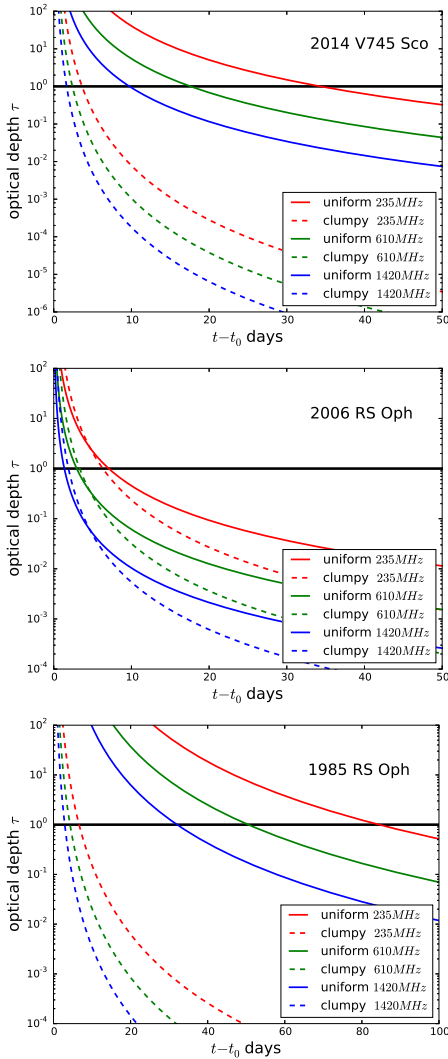 2014 V745 Sco
optical depth τ
10² 10¹ 10⁰ 10⁻¹ 10⁻² 10⁻³ 10⁻⁴ 10⁻⁵ 10⁻⁶
uniform 235MHz
clumpy 235MHz
uniform 610MHz
clumpy 610MHz
uniform 1420MHz
clumpy 1420MHz
0 10 20 30 40 50
t−t₀ days
2006 RS Oph
optical depth τ
10² 10¹ 10⁰ 10⁻¹ 10⁻² 10⁻³ 10⁻⁴
uniform 235MHz
clumpy 235MHz
uniform 610MHz
clumpy 610MHz
uniform 1420MHz
clumpy 1420MHz
0 10 20 30 40 50
t−t₀ days
1985 RS Oph
optical depth τ
10² 10¹ 10⁰ 10⁻¹ 10⁻² 10⁻³ 10⁻⁴
uniform 235MHz
clumpy 235MHz
uniform 610MHz
clumpy 610MHz
uniform 1420MHz
clumpy 1420MHz
0 20 40 60 80 100
t−t₀ days